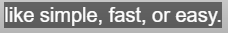 like simple, fast, or easy.